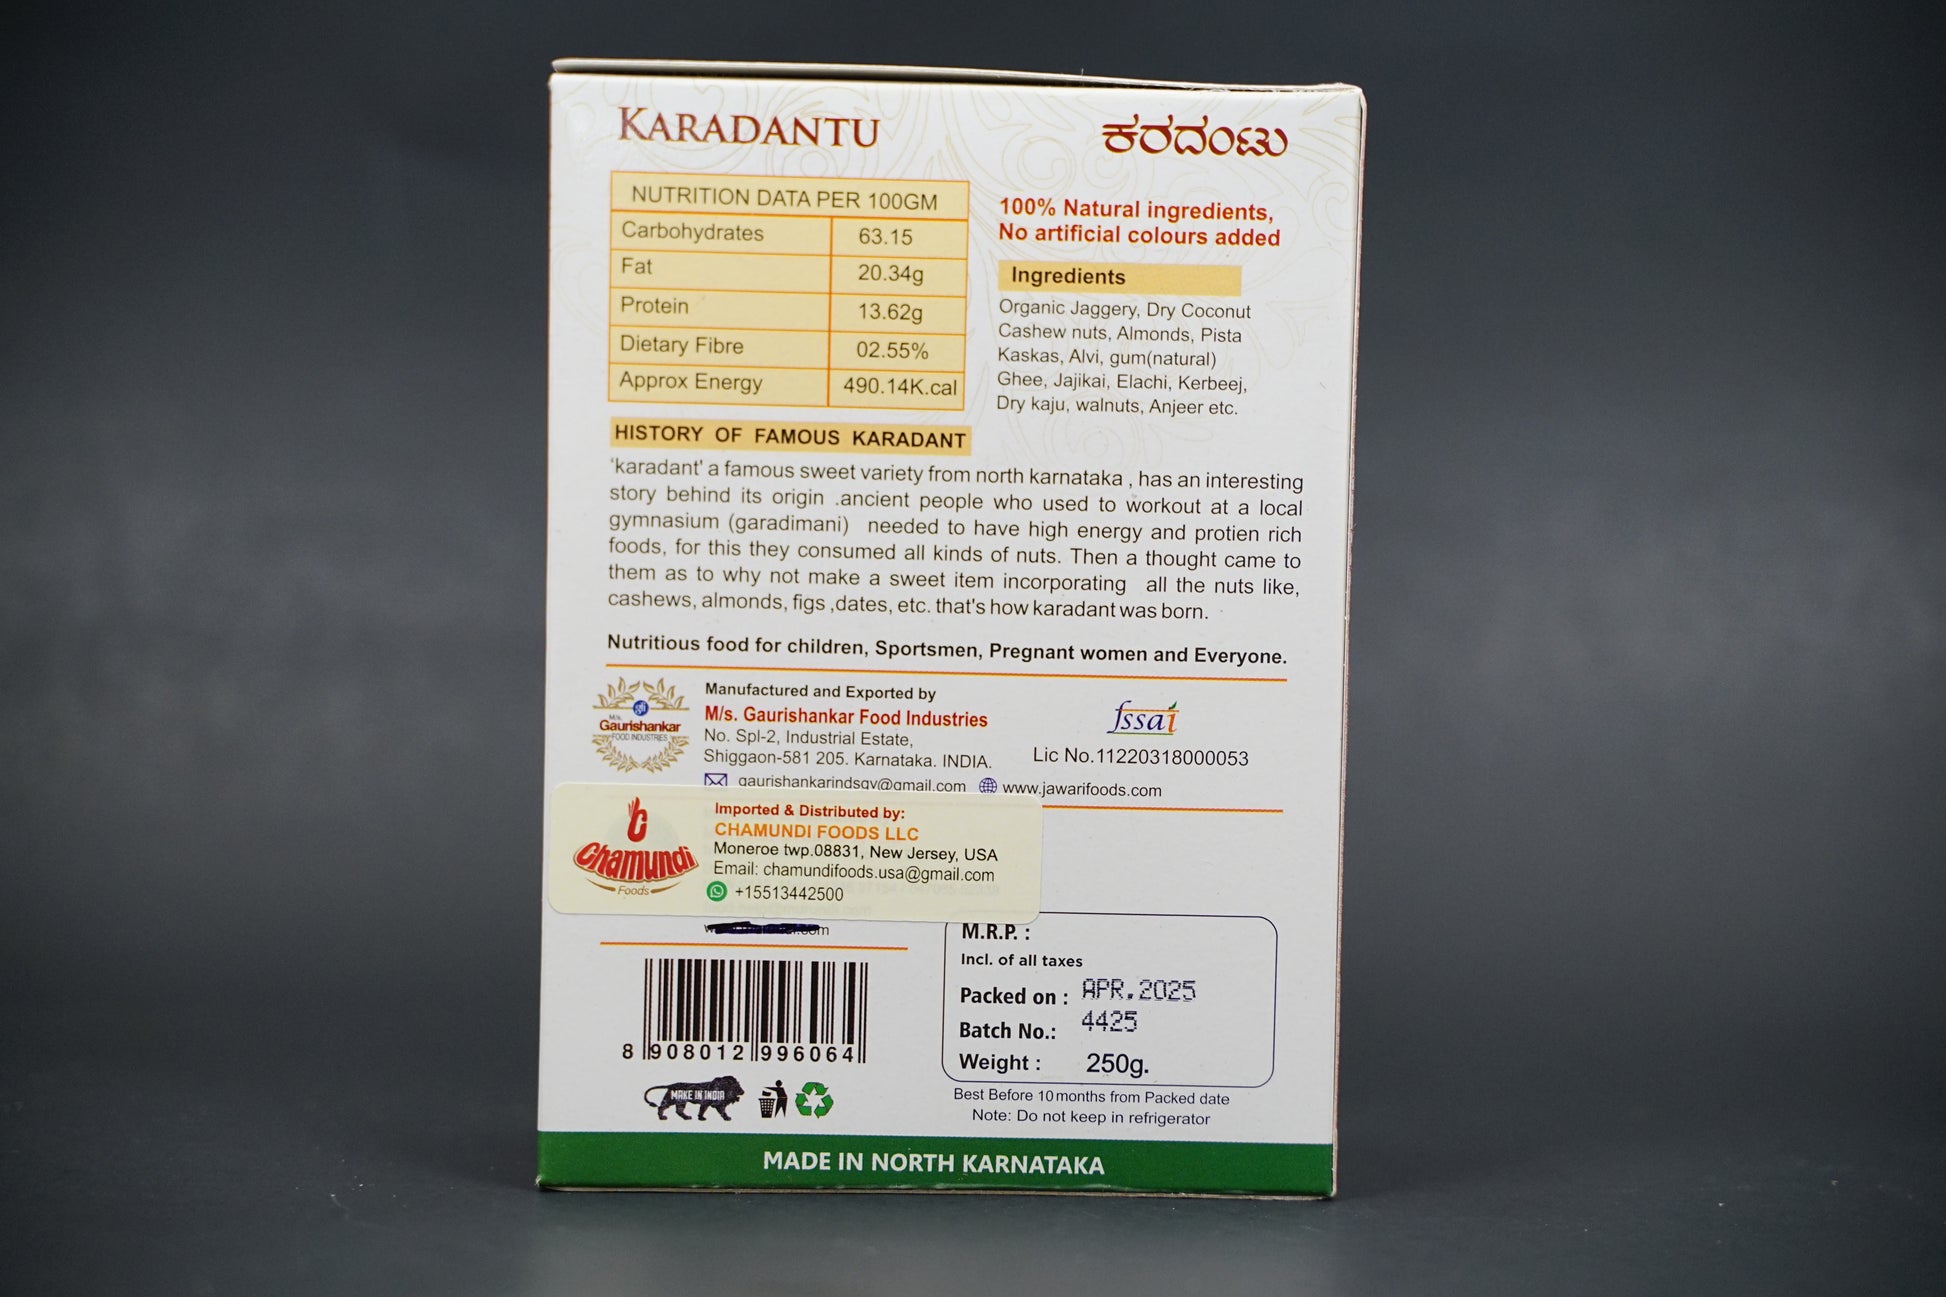 KARADANTU
ಕರದಂಟು
NUTRITION DATA PER 100GM
Carbohydrates 63.15
Fat 20.34g
Protein 13.62g
Dietary Fibre 02.55%
Approx Energy 490.14K.cal
100% Natural ingredients,
No artificial colours added
Ingredients
Organic Jaggery, Dry Coconut
Cashew nuts, Almonds, Pista
Kaskas, Alvi, gum(natural)
Ghee, Jajikai, Elachi, Kerbeej,
Dry kaju, walnuts, Anjeer etc.
HISTORY OF FAMOUS KARADANT
'karadant' a famous sweet variety from north karnataka , has an interesting
story behind its origin .ancient people who used to workout at a local
gymnasium (garadimani) needed to have high energy and protien rich
foods, for this they consumed all kinds of nuts. Then a thought came to
them as to why not make a sweet item incorporating all the nuts like,
cashews, almonds, figs ,dates, etc. that's how karadant was born.
Nutritious food for children, Sportsmen, Pregnant women and Everyone.
gfi
M/s.
Gaurishankar
FOOD INDUSTRIES
Manufactured and Exported by
M/s. Gaurishankar Food Industries
No. Spl-2, Industrial Estate,
Shiggaon-581 205. Karnataka. INDIA.
gaurishankarindsgv@gmail.com www.jawarifoods.com
fssai
Lic No.11220318000053
Chamundi
Foods
Imported & Distributed by:
CHAMUNDI FOODS LLC
Moneroe twp.08831, New Jersey, USA
Email: chamundifoods.usa@gmail.com
+15513442500
M.R.P. :
Incl. of all taxes
Packed on : APR.2025
Batch No.: 4425
Weight : 250g.
Best Before 10 months from Packed date
Note: Do not keep in refrigerator
8 908012 996064
MAKE IN INDIA
MADE IN NORTH KARNATAKA